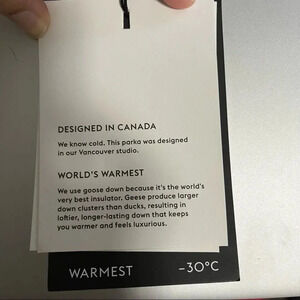 DESIGNED IN CANADA
We know cold. This parka was designed
in our Vancouver studio.
WORLD'S WARMEST
We use goose down because it's the world's
very best insulator. Geese produce larger
down clusters than ducks, resulting in
loftier, longer-lasting down that keeps
you warmer and feels luxurious.
WARMEST -30°C